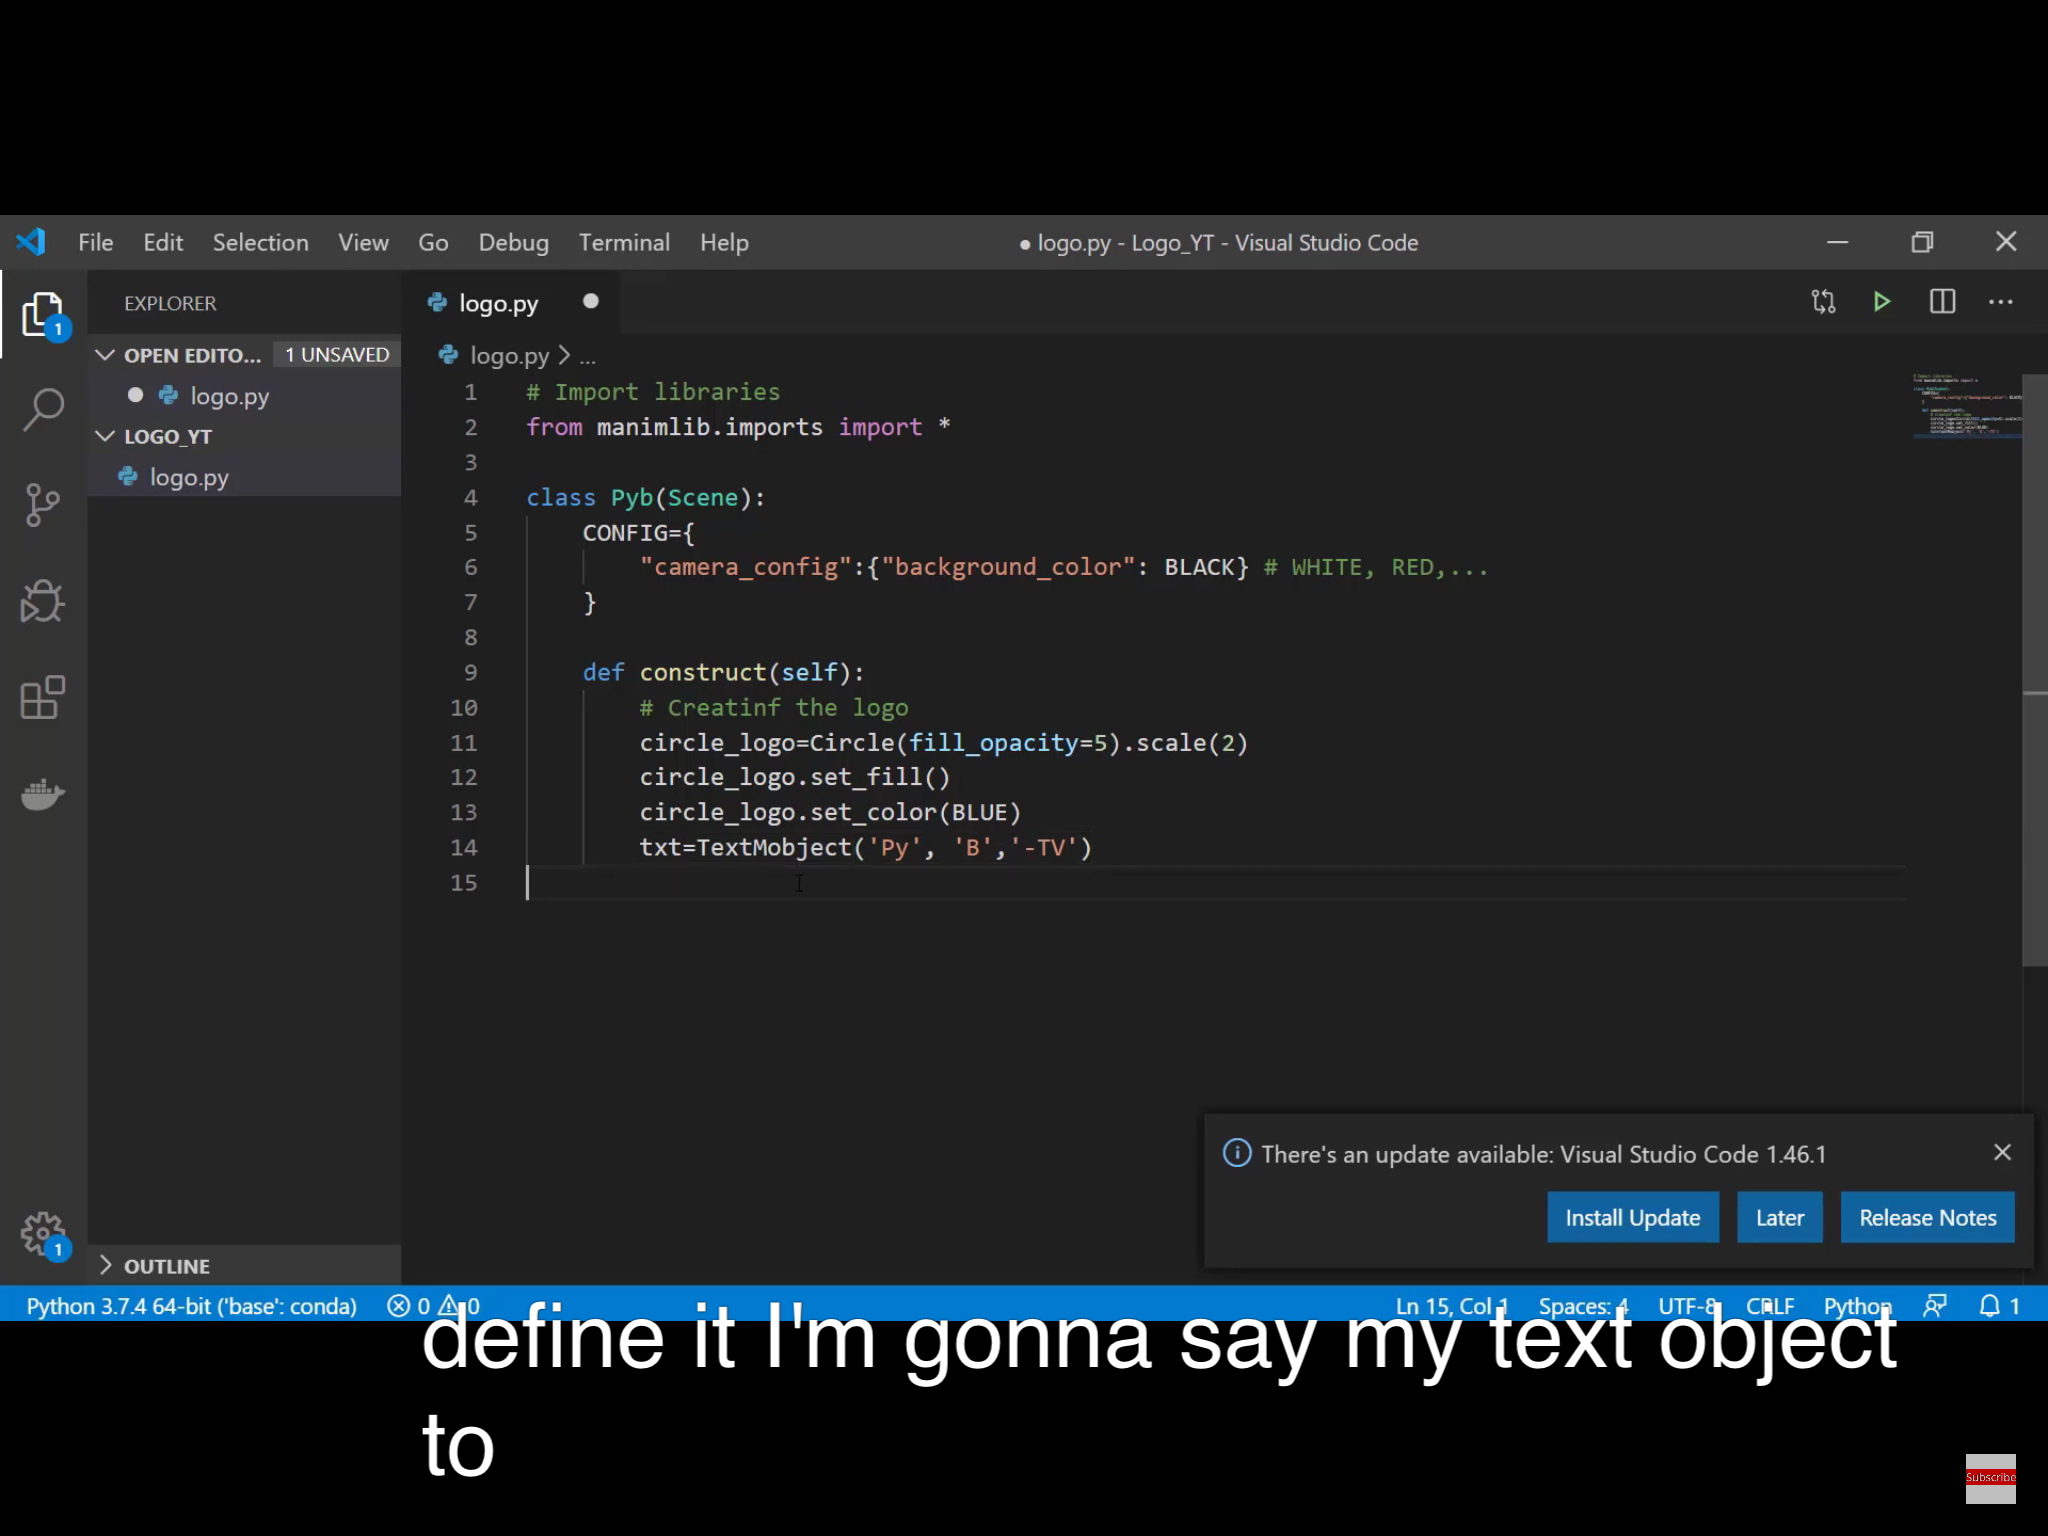 File Edit Selection View Go Debug Terminal Help ● logo.py - Logo_YT - Visual Studio Code
EXPLORER
logo.py
1
OPEN EDITO... 1 UNSAVED
logo.py
LOGO_YT
logo.py
logo.py > ...
1 # Import libraries
2 from manimlib.imports import *
3
4 class Pyb(Scene):
5 CONFIG={
6 "camera_config":{"background_color": BLACK} # WHITE, RED,...
7 }
8
9 def construct(self):
10 # Creatinf the logo
11 circle_logo=Circle(fill_opacity=5).scale(2)
12 circle_logo.set_fill()
13 circle_logo.set_color(BLUE)
14 txt=TextMobject('Py', 'B','-TV')
15
There's an update available: Visual Studio Code 1.46.1
Install Update Later Release Notes
1
OUTLINE
Python 3.7.4 64-bit ('base': conda) 0 0 Ln 15, Col 1 Spaces: 4 UTF-8 CRLF Python 1
define it I'm gonna say my text object
to
Subscribe